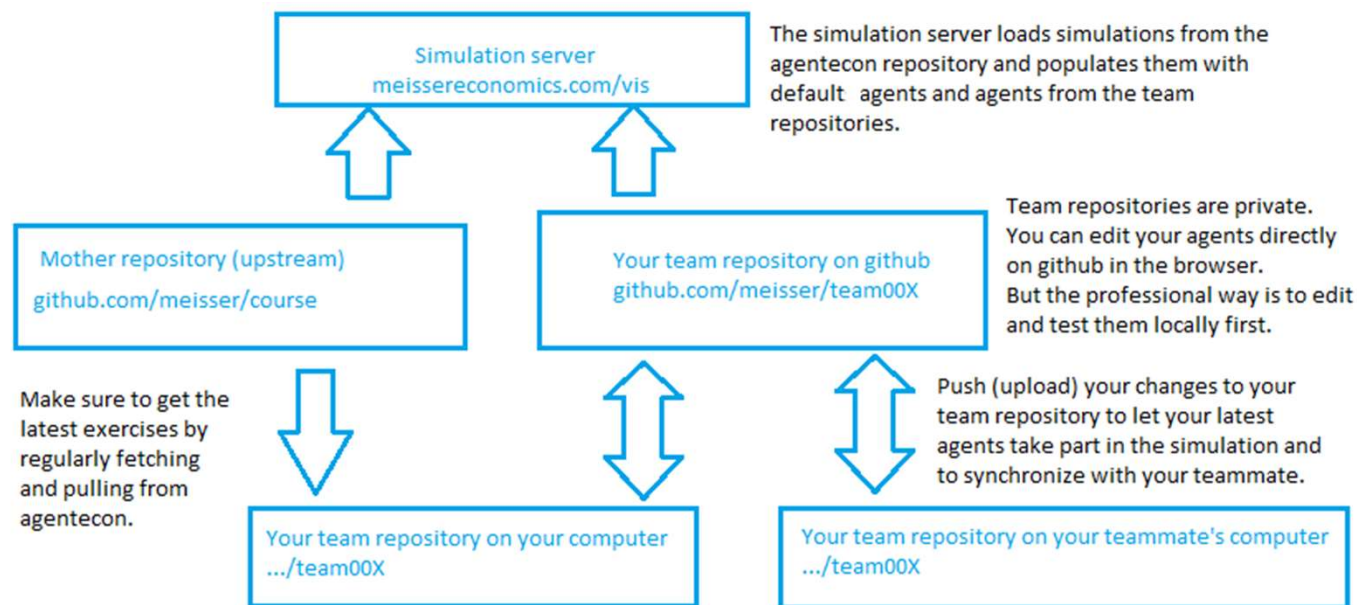 Simulation server
meissereconomics.com/vis
The simulation server loads simulations from the
agentecon repository and populates them with
default agents and agents from the team
repositories.
Mother repository (upstream)
github.com/meisser/course
Your team repository on github
github.com/meisser/team00X
Team repositories are private.
You can edit your agents directly
on github in the browser.
But the professional way is to edit
and test them locally first.
Make sure to get the
latest exercises by
regularly fetching
and pulling from
agentecon.
Push (upload) your changes to your
team repository to let your latest
agents take part in the simulation and
to synchronize with your teammate.
Your team repository on your computer
.../team00X
Your team repository on your teammate's computer
.../team00X